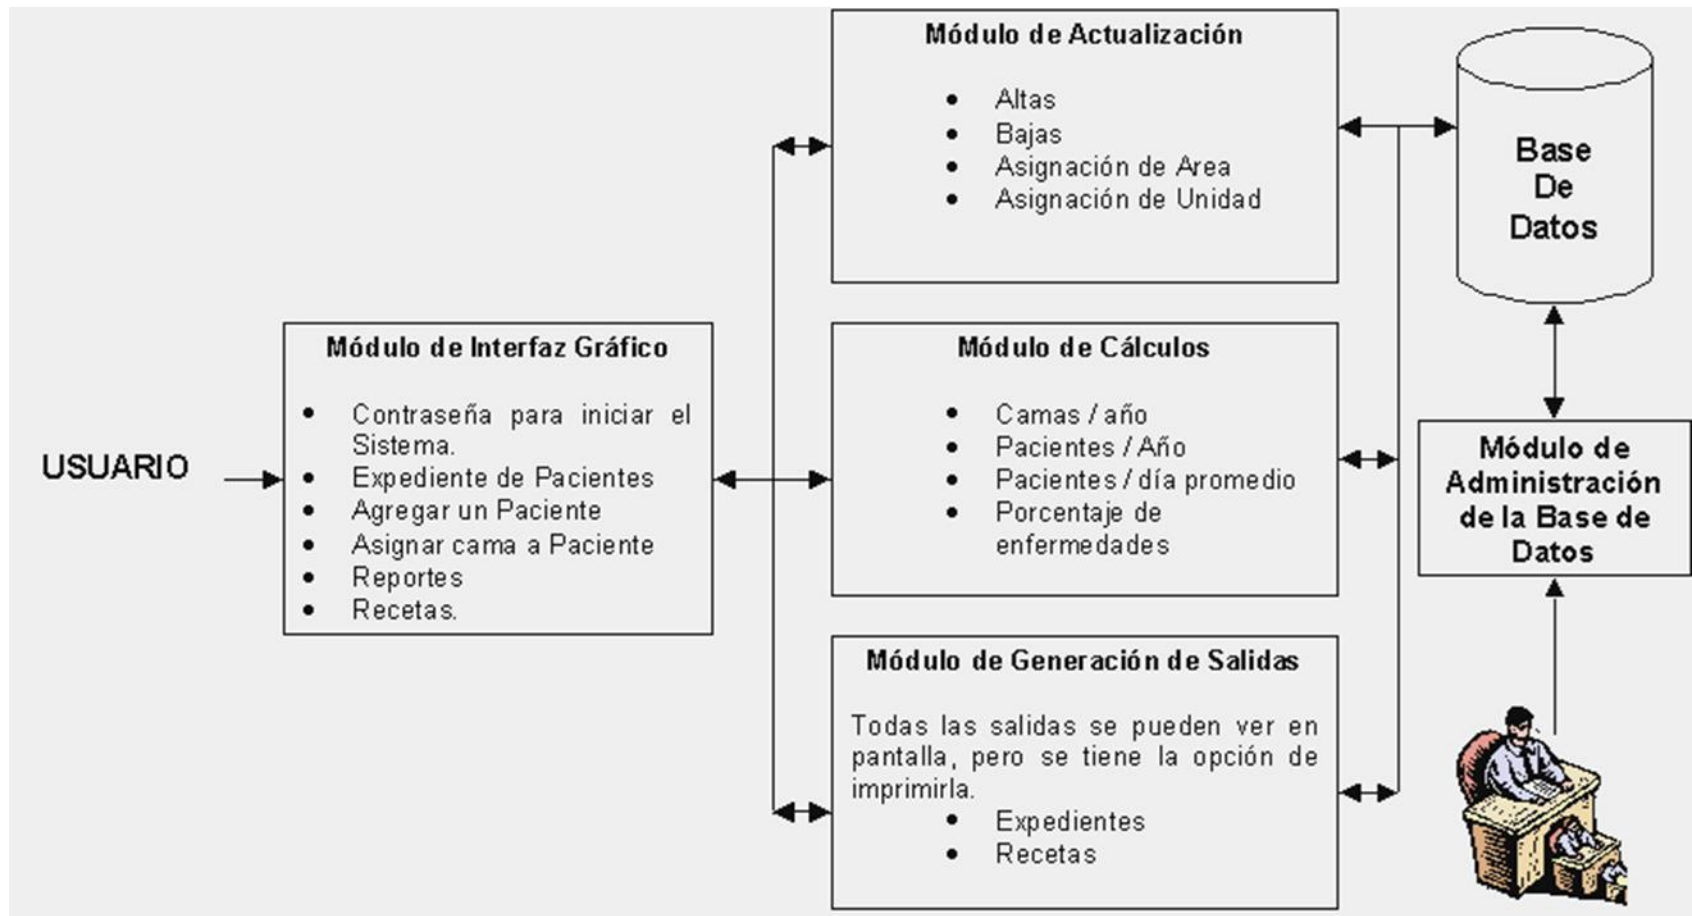 Módulo de Actualización
• Altas
• Bajas
• Asignación de Area
• Asignación de Unidad
Base
De
Datos
USUARIO
Módulo de Interfaz Gráfico
• Contraseña para iniciar el
Sistema.
• Expediente de Pacientes
• Agregar un Paciente
• Asignar cama a Paciente
• Reportes
• Recetas.
Módulo de Cálculos
• Camas / año
• Pacientes / Año
• Pacientes / día promedio
• Porcentaje de
enfermedades
Módulo de
Administración
de la Base de
Datos
Módulo de Generación de Salidas
Todas las salidas se pueden ver en
pantalla, pero se tiene la opción de
imprimirla.
• Expedientes
• Recetas